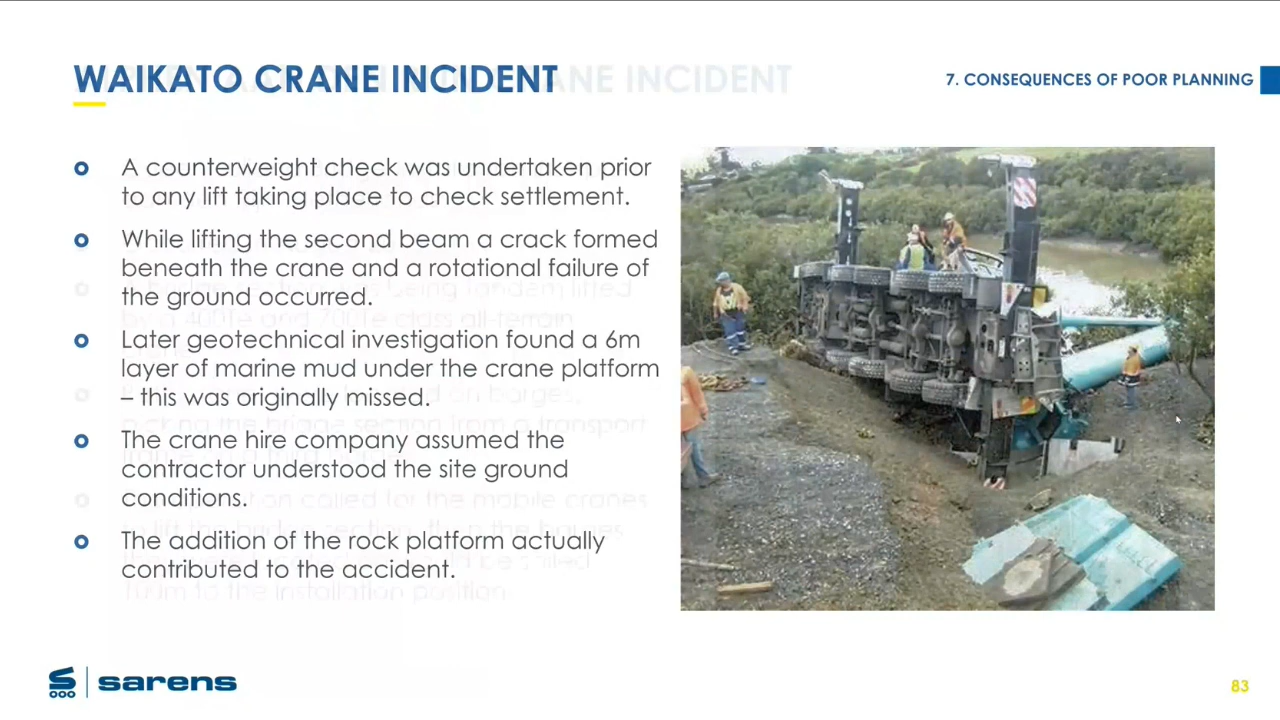 WAIKATO CRANE INCIDENT
ANE INCIDENT
7. CONSEQUENCES OF POOR PLANNING
A counterweight check was undertaken prior
to any lift taking place to check settlement.
While lifting the second beam a crack formed
beneath the crane and a rotational failure of
the ground occurred.
Later geotechnical investigation found a 6m
layer of marine mud under the crane platform
– this was originally missed.
The crane hire company assumed the
contractor understood the site ground
conditions.
The addition of the rock platform actually
contributed to the accident.
sarens
83